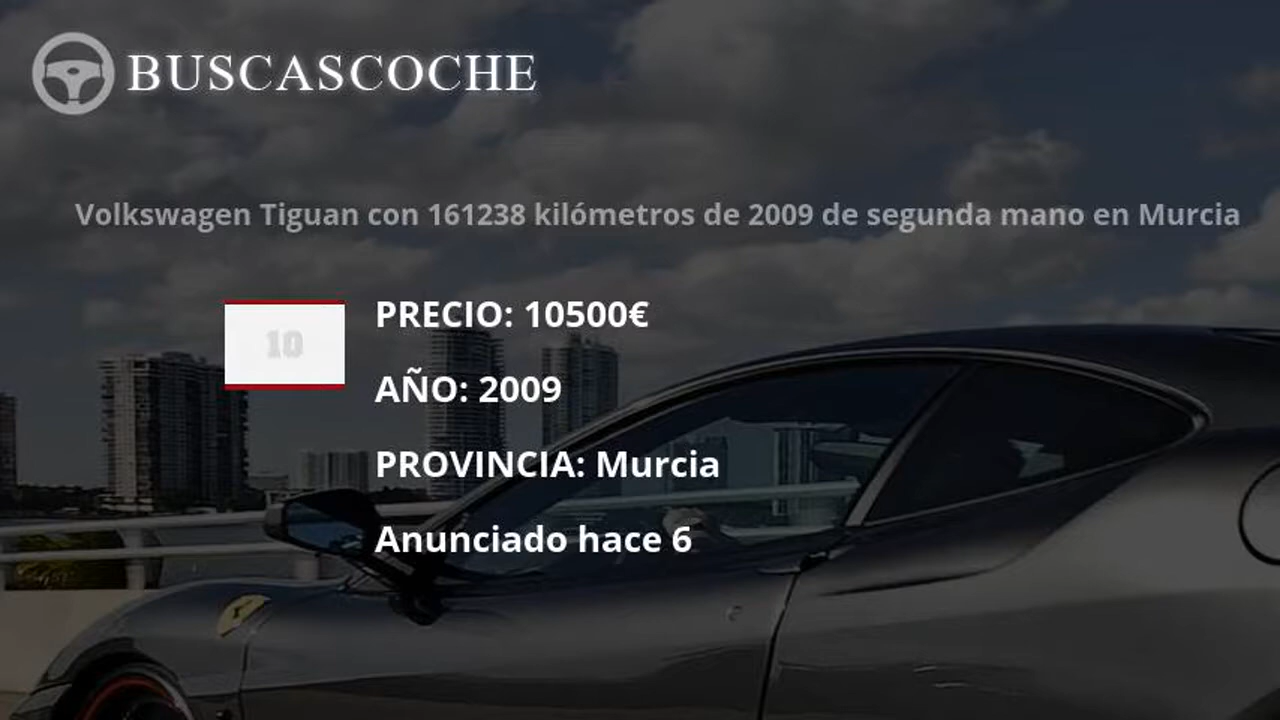 BUSCASCOCHE
Volkswagen Tiguan con 161238 kilómetros de 2009 de segunda mano en Murcia
10
PRECIO: 10500€
AÑO: 2009
PROVINCIA: Murcia
Anunciado hace 6